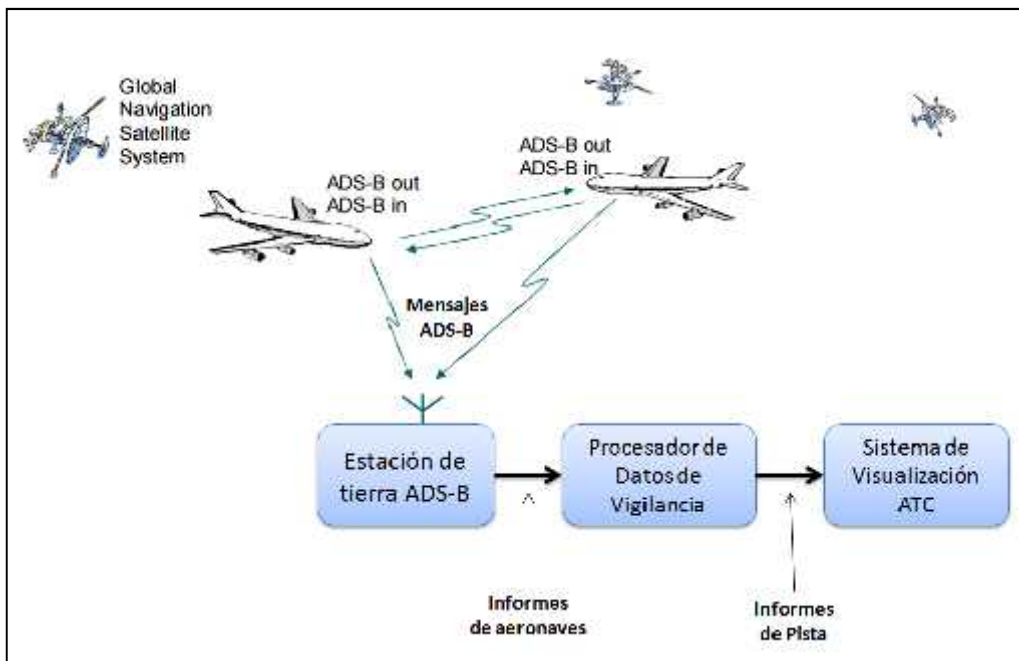 Global
Navigation
Satellite
System
ADS-B out
ADS-B in
ADS-B out
ADS-B in
Mensajes
ADS-B
Estación de
tierra ADS-B
Procesador de
Datos de
Vigilancia
Sistema de
Visualización
ATC
Informes
de aeronaves
Informes
de Pista